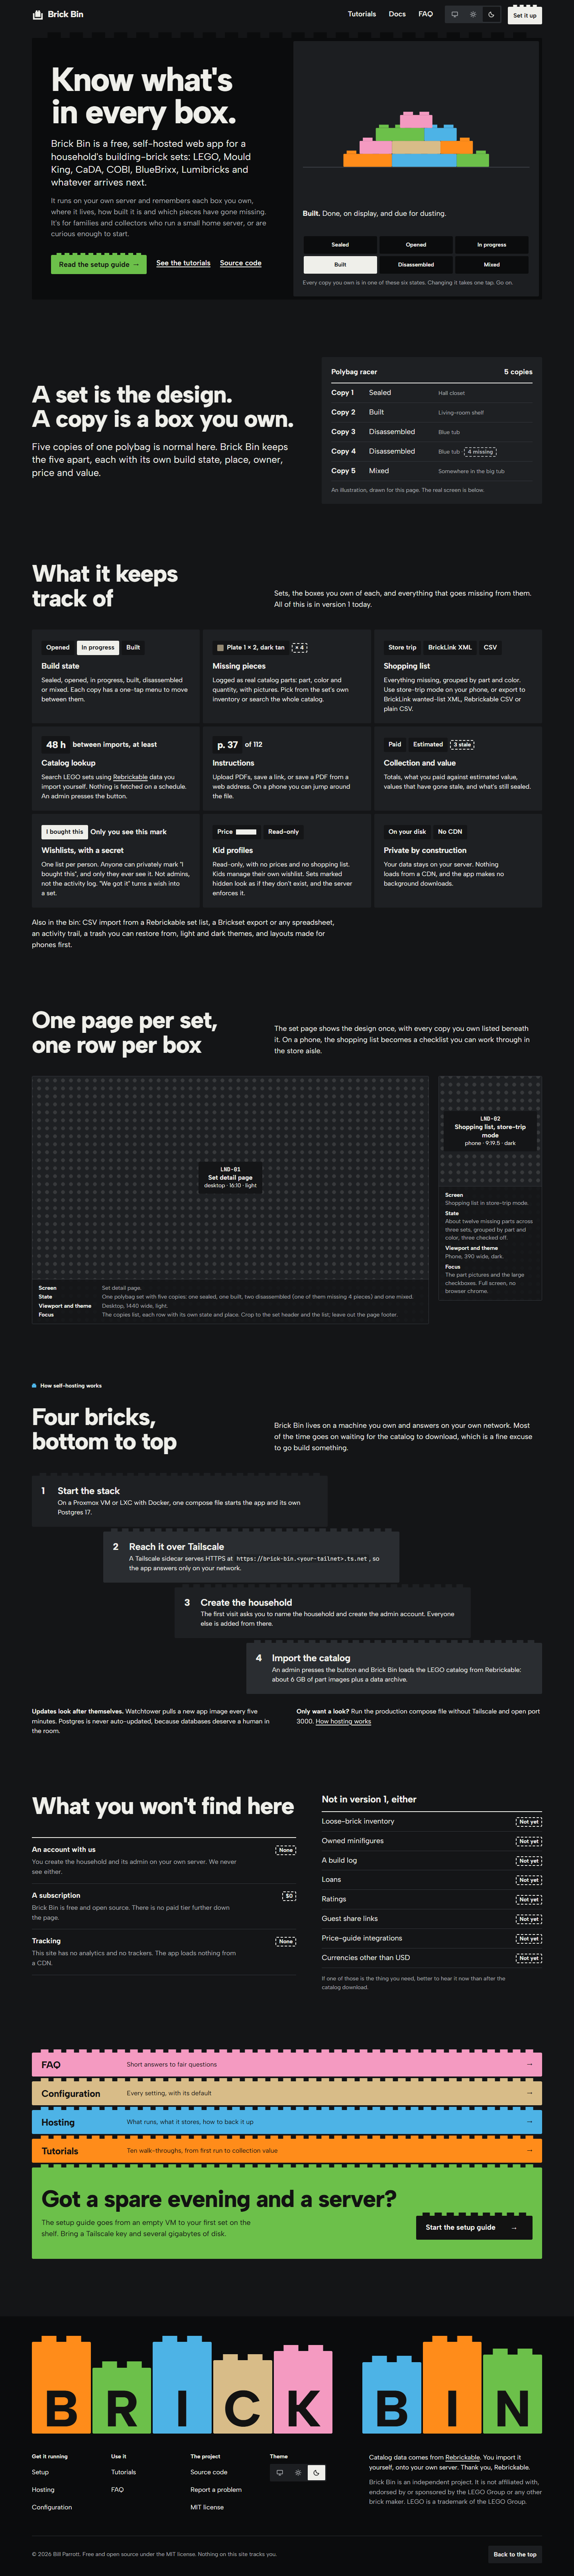 Brick Bin
Tutorials
Docs
FAQ
Set it up
Know what's
in every box.
Brick Bin is a free, self-hosted web app for a
household's building-brick sets: LEGO, Mould
King, CaDA, COBI, BlueBrixx, Lumibricks and
whatever arrives next.
It runs on your own server and remembers each box you own,
where it lives, how built it is and which pieces have gone missing.
It's for families and collectors who run a small home server, or are
curious enough to start.
Read the setup guide →
See the tutorials
Source code
Built. Done, on display, and due for dusting.
Sealed
Opened
In progress
Built
Disassembled
Mixed
Every copy you own is in one of these six states. Changing it takes one tap. Go on.
A set is the design.
A copy is a box you own.
Five copies of one polybag is normal here. Brick Bin keeps
the five apart, each with its own build state, place, owner,
price and value.
Polybag racer
5 copies
Copy 1 Sealed Hall closet
Copy 2 Built Living-room shelf
Copy 3 Disassembled Blue tub
Copy 4 Disassembled Blue tub 4 missing
Copy 5 Mixed Somewhere in the big tub
An illustration, drawn for this page. The real screen is below.
What it keeps
track of
Sets, the boxes you own of each, and everything that goes missing from them.
All of this is in version 1 today.
Opened
In progress
Built
Build state
Sealed, opened, in progress, built, disassembled
or mixed. Each copy has a one-tap menu to move
between them.
Plate 1 × 2, dark tan × 4
Missing pieces
Logged as real catalog parts: part, color and
quantity, with pictures. Pick from the set's own
inventory or search the whole catalog.
Store trip
BrickLink XML
CSV
Shopping list
Everything missing, grouped by part and color.
Use store-trip mode on your phone, or export to
BrickLink wanted-list XML, Rebrickable CSV or
plain CSV.
48 h between imports, at least
Catalog lookup
Search LEGO sets using Rebrickable data you
import yourself. Nothing is fetched on a schedule.
An admin presses the button.
p. 37 of 112
Instructions
Upload PDFs, save a link, or save a PDF from a
web address. On a phone you can jump around
the file.
Paid
Estimated
3 stale
Collection and value
Totals, what you paid against estimated value,
values that have gone stale, and what's still sealed.
I bought this Only you see this mark
Wishlists, with a secret
One list per person. Anyone can privately mark "I
bought this", and only they ever see it. Not admins,
not the activity log. "We got it" turns a wish into
a set.
Price
Read-only
Kid profiles
Read-only, with no prices and no shopping list.
Kids manage their own wishlist. Sets marked
hidden look as if they don't exist, and the server
enforces it.
On your disk
No CDN
Private by construction
Your data stays on your server. Nothing
loads from a CDN, and the app makes no
background downloads.
Also in the bin: CSV import from a Rebrickable set list, a Brickset export or any spreadsheet,
an activity trail, a trash you can restore from, light and dark themes, and layouts made for
phones first.
One page per set,
one row per box
The set page shows the design once, with every copy you own listed beneath
it. On a phone, the shopping list becomes a checklist you can work through in
the store aisle.
LND-01
Set detail page
desktop · 16:10 · light
Screen Set detail page.
State One polybag set with five copies: one sealed, one built, two disassembled (one of them missing 4 pieces) and one mixed.
Viewport and theme Desktop, 1440 wide, light.
Focus The copies list, each row with its own state and place. Crop to the set header and the list; leave out the page footer.
LND-02
Shopping list, store-trip
mode
phone · 9:19.5 · dark
Screen
Shopping list in store-trip mode.
State
About twelve missing parts across
three sets, grouped by part and
color, three checked off.
Viewport and theme
Phone, 390 wide, dark.
Focus
The part pictures and the large
checkboxes. Full screen, no
browser chrome.
How self-hosting works
Four bricks,
bottom to top
Brick Bin lives on a machine you own and answers on your own network. Most
of the time goes on waiting for the catalog to download, which is a fine excuse
to go build something.
1 Start the stack
On a Proxmox VM or LXC with Docker, one compose file starts the app and its own
Postgres 17.
2 Reach it over Tailscale
A Tailscale sidecar serves HTTPS at https://brick-bin.<your-tailnet>.ts.net, so
the app answers only on your network.
3 Create the household
The first visit asks you to name the household and create the admin account. Everyone
else is added from there.
4 Import the catalog
An admin presses the button and Brick Bin loads the LEGO catalog from Rebrickable:
about 6 GB of part images plus a data archive.
Updates look after themselves. Watchtower pulls a new app image every five
minutes. Postgres is never auto-updated, because databases deserve a human in
the room.
Only want a look? Run the production compose file without Tailscale and open port
3000. How hosting works
What you won't find here
An account with us None
You create the household and its admin on your own server. We never
see either.
A subscription $0
Brick Bin is free and open source. There is no paid tier further down
the page.
Tracking None
This site has no analytics and no trackers. The app loads nothing from
a CDN.
Not in version 1, either
Loose-brick inventory Not yet
Owned minifigures Not yet
A build log Not yet
Loans Not yet
Ratings Not yet
Guest share links Not yet
Price-guide integrations Not yet
Currencies other than USD Not yet
If one of those is the thing you need, better to hear it now than after the
catalog download.
FAQ Short answers to fair questions →
Configuration Every setting, with its default →
Hosting What runs, what it stores, how to back it up →
Tutorials Ten walk-throughs, from first run to collection value →
Got a spare evening and a server?
The setup guide goes from an empty VM to your first set on the
shelf. Bring a Tailscale key and several gigabytes of disk.
Start the setup guide →
BRICK BIN
Get it running
Setup
Hosting
Configuration
Use it
Tutorials
FAQ
The project
Source code
Report a problem
MIT license
Theme
Catalog data comes from Rebrickable. You import it
yourself, onto your own server. Thank you, Rebrickable.
Brick Bin is an independent project. It is not affiliated with,
endorsed by or sponsored by the LEGO Group or any other
brick maker. LEGO is a trademark of the LEGO Group.
© 2026 Bill Parrott. Free and open source under the MIT license. Nothing on this site tracks you.
Back to the top